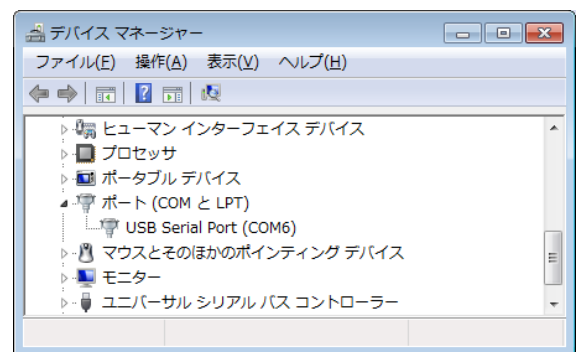 デバイス マネージャー
ファイル(F) 操作(A) 表示(V) ヘルプ(H)
ヒューマン インターフェイス デバイス
プロセッサ
ポータブル デバイス
ポート (COM と LPT)
USB Serial Port (COM6)
マウスとそのほかのポインティング デバイス
モニター
ユニバーサル シリアル バス コントローラー